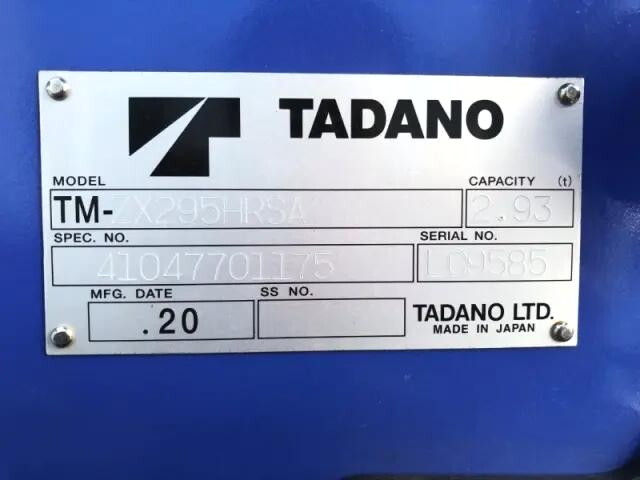 TADANO
MODEL CAPACITY (t)
TM-ZX295HRSA 2.93
SPEC. NO. SERIAL NO.
41047701175 LC9585
MFG. DATE SS NO.
.20 TADANO LTD.
MADE IN JAPAN